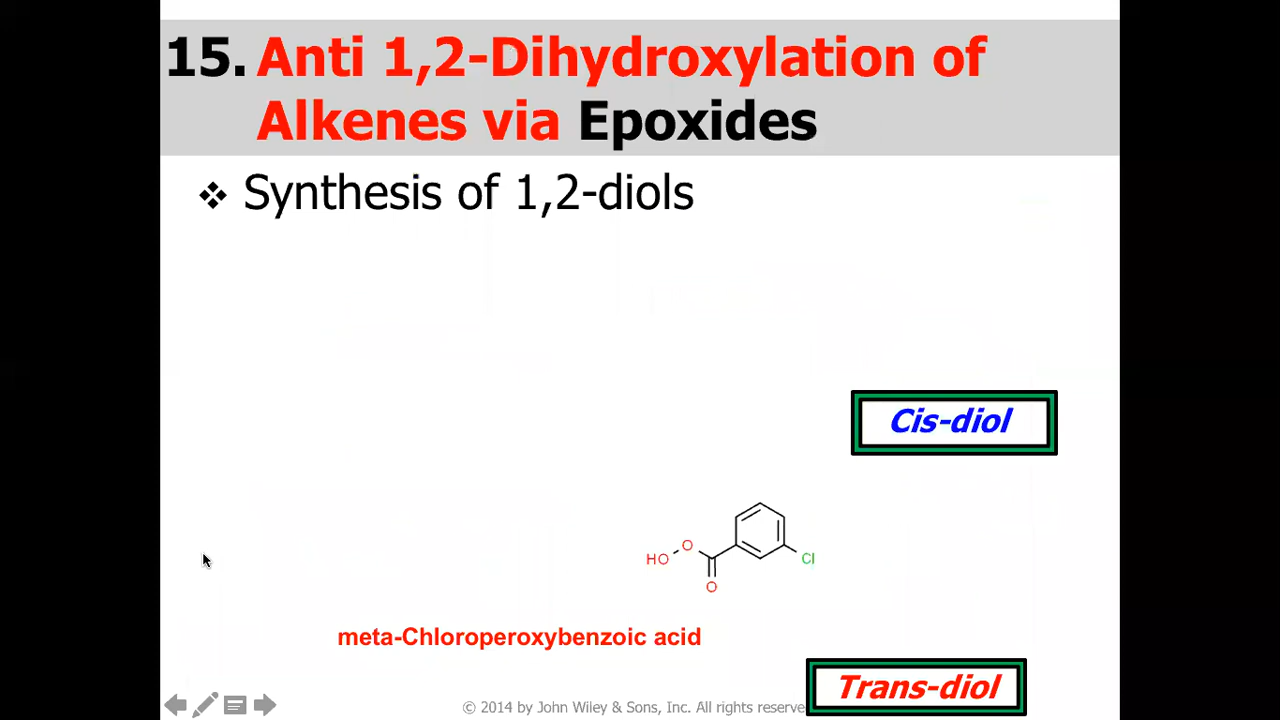 15. Anti 1,2-Dihydroxylation of
Alkenes via Epoxides
❖ Synthesis of 1,2-diols
Cis-diol
HO O Cl
O
meta-Chloroperoxybenzoic acid
Trans-diol
© 2014 by John Wiley & Sons, Inc. All rights reserve